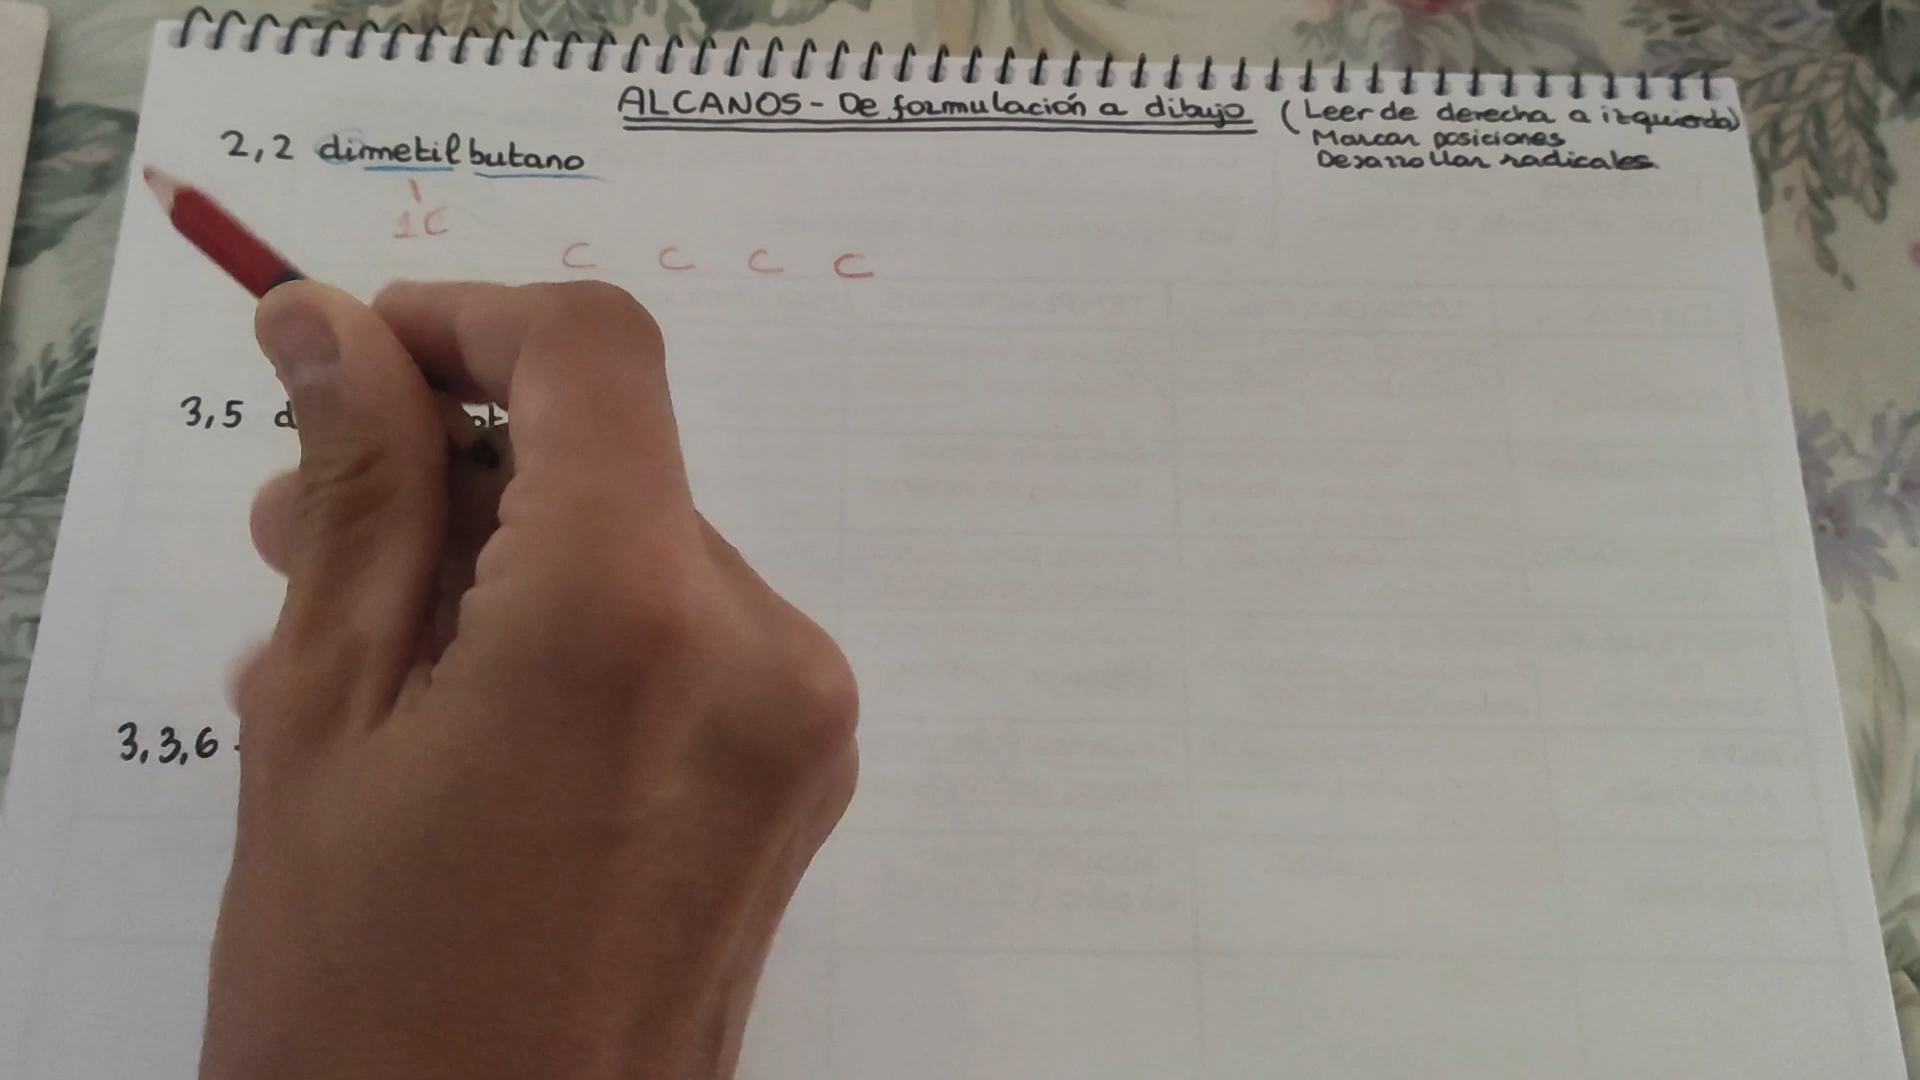 ALCANOS - De formulación a dibujo (Leer de derecha a izquierda)
Marcar posiciones
Desarrollar radicales
2,2 dimetil butano
1C
C C C C
3,5 d
3,3,6